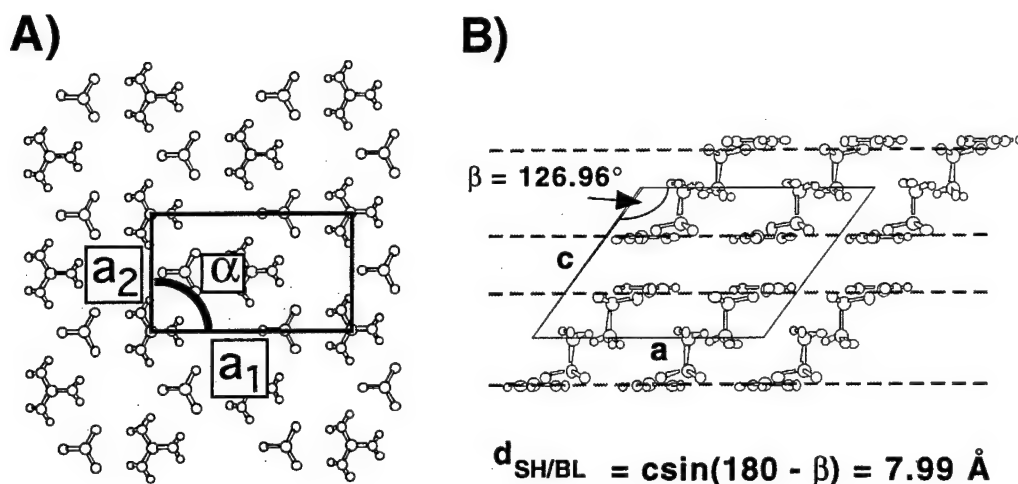 A)
a2
α
a1
B)
β = 126.96°
c
a
dSH/BL = csin(180 - β) = 7.99 Å